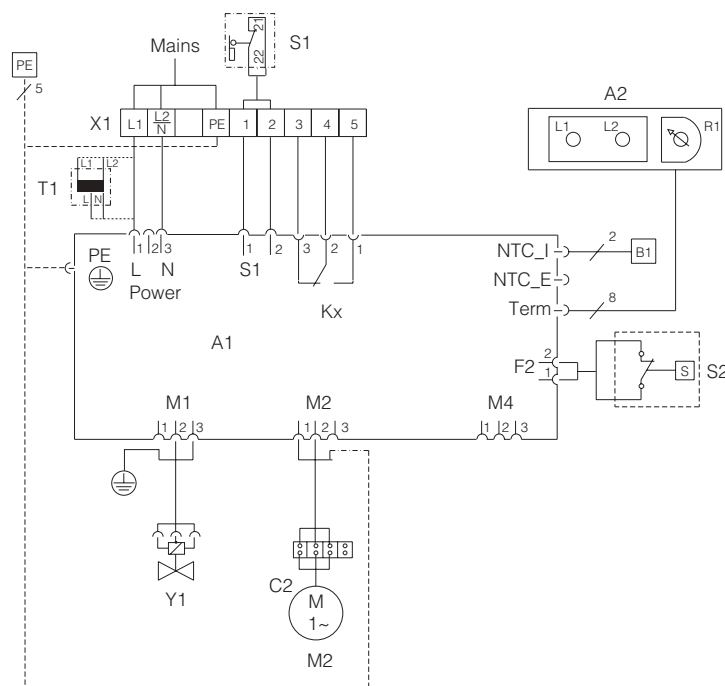 Mains
21
22
S1
PE
5
X1
L1
L2
N
PE
1
2
3
4
5
A2
L1
L2
R1
L1
L2
T1
L
N
1
2
3
1
2
3
2
1
PE
L
N
S1
Power
Kx
NTC_I
2
B1
NTC_E
Term
8
A1
F2
2
1
S
S2
M1
M2
M4
1
2
3
1
2
3
1
2
3
Y1
C2
M
1~
M2